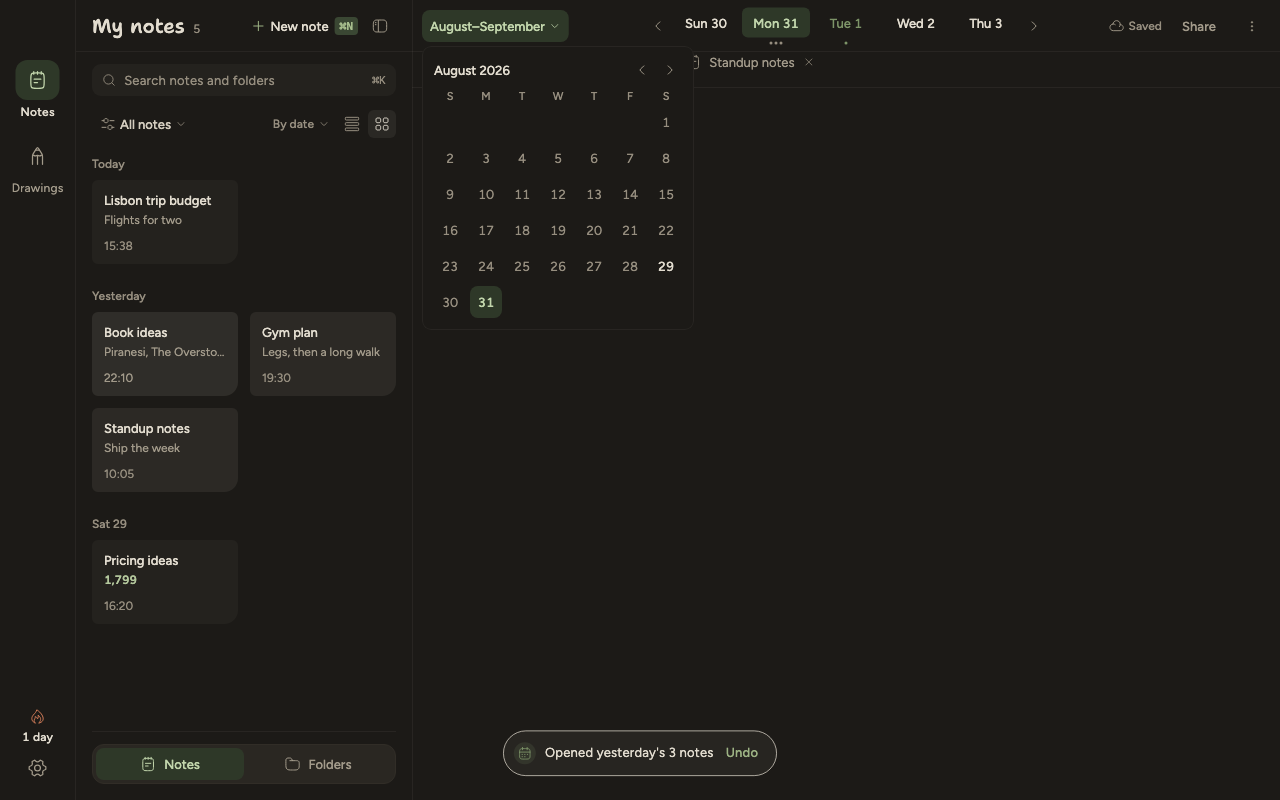 My notes 5
New note ⌘N
Search notes and folders ⌘K
All notes
By date
Today
Lisbon trip budget
Flights for two
15:38
Yesterday
Book ideas
Piranesi, The Oversto...
22:10
Gym plan
Legs, then a long walk
19:30
Standup notes
Ship the week
10:05
Sat 29
Pricing ideas
1,799
16:20
Notes
Folders
Notes
Drawings
1 day
August–September
Sun 30
Mon 31
Tue 1
Wed 2
Thu 3
Saved
Share
Standup notes
August 2026
S M T W T F S
1
2 3 4 5 6 7 8
9 10 11 12 13 14 15
16 17 18 19 20 21 22
23 24 25 26 27 28 29
30 31
Opened yesterday's 3 notes Undo